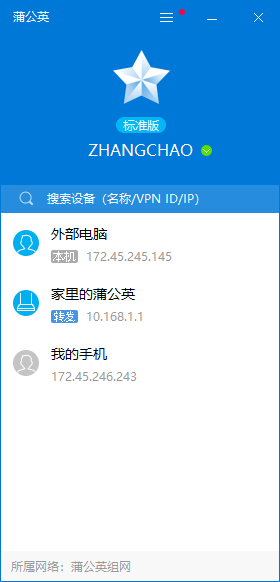 蒲公英
标准版
ZHANGCHAO
搜索设备（名称/VPN ID/IP）
外部电脑
本机 172.45.245.145
家里的蒲公英
转发 10.168.1.1
我的手机
172.45.246.243
所属网络：蒲公英组网